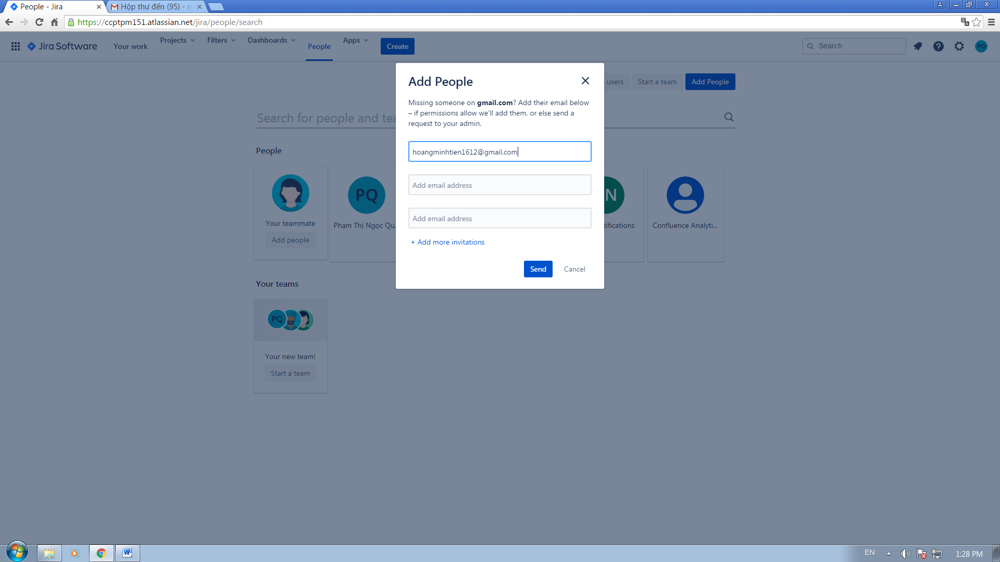 People - Jira
Hộp thư đến (95) - n
https://ccptpm151.atlassian.net/jira/people/search
Jira Software
Your work
Projects
Filters
Dashboards
People
Apps
Create
Search
PQ
Add People
users
Start a team
Add People
Missing someone on gmail.com? Add their email below
– if permissions allow we'll add them, or else send a
request to your admin.
Search for people and tea
hoangminhtien1612@gmail.com
People
Add email address
PQ
N
Add email address
Your teammate
Phạm Thị Ngọc Qu..
tifications
Confluence Analyti...
Add people
+ Add more invitations
Send
Cancel
Your teams
PQ
Your new team!
Start a team
EN
1:28 PM